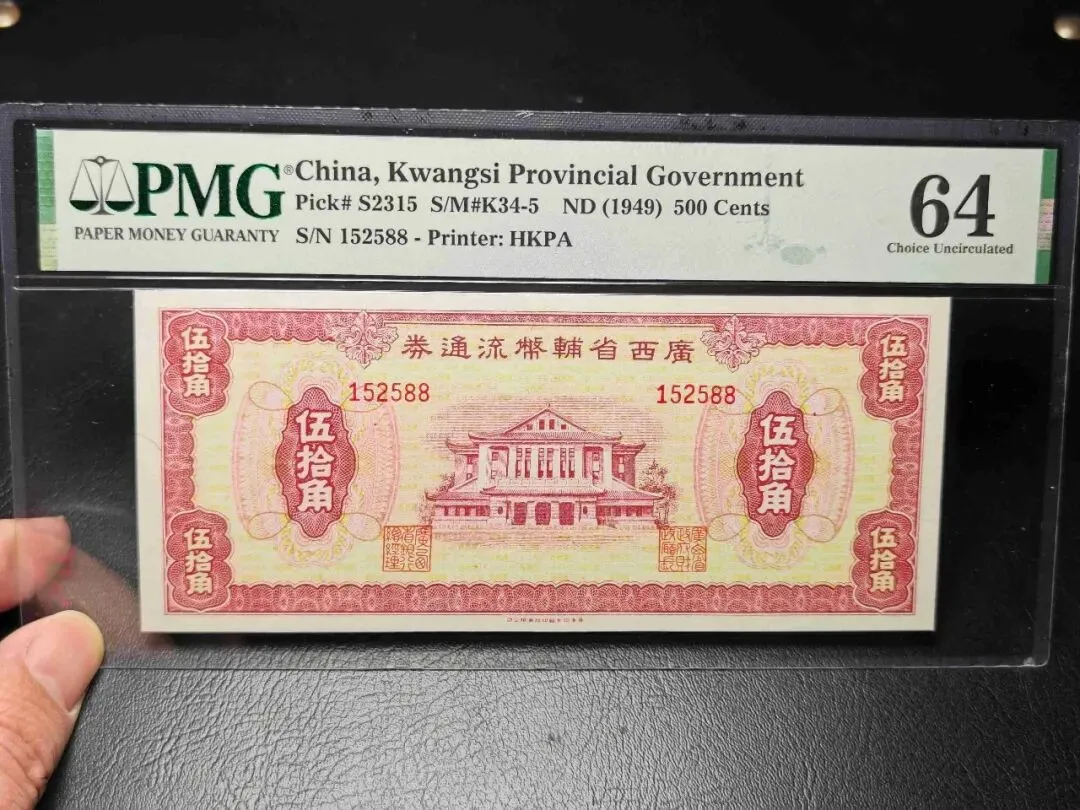 PMG®
PAPER MONEY GUARANTY
China, Kwangsi Provincial Government
Pick# S2315 S/M#K34-5 ND (1949) 500 Cents
S/N 152588 - Printer: HKPA
64
Choice Uncirculated
券通流幣輔省西廣
152588
152588
伍拾角
伍拾角
伍拾角
伍拾角
伍拾角
伍拾角